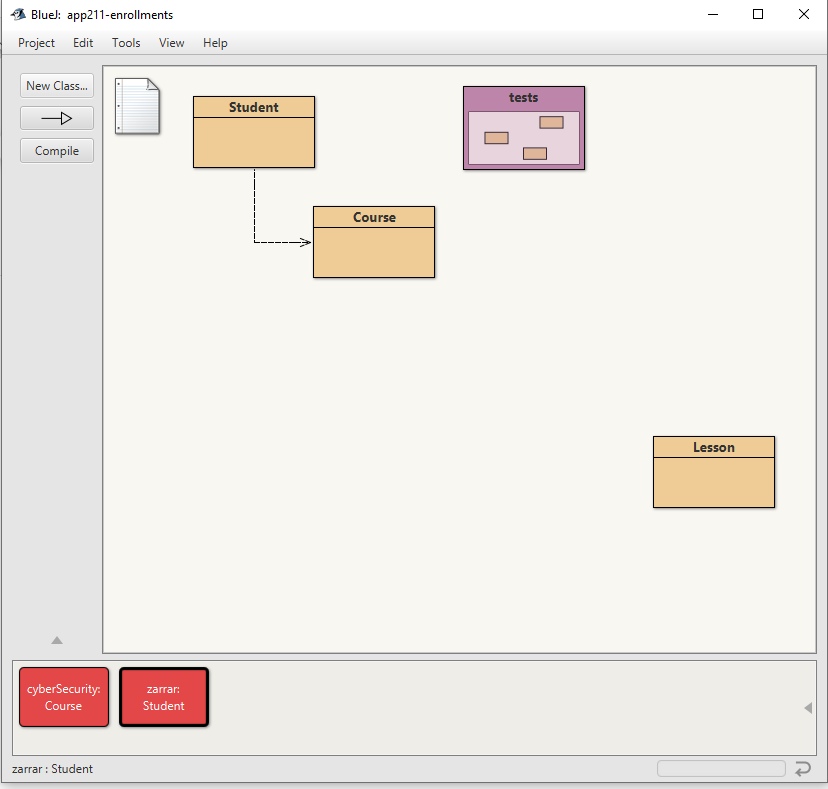 BlueJ: app211-enrollments
Project Edit Tools View Help
New Class...
Compile
Student
tests
Course
Lesson
cyberSecurity:
Course
zarrar:
Student
zarrar : Student